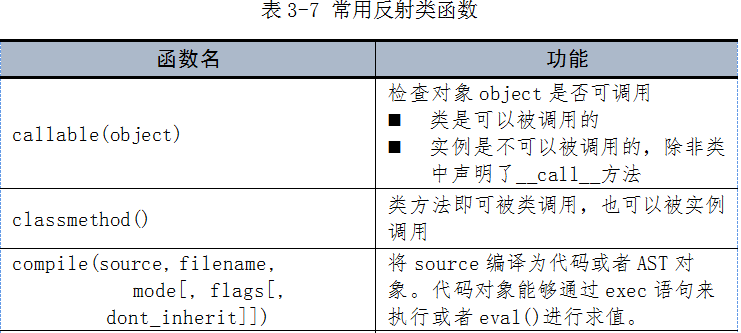 表 3-7 常用反射类函数
函数名 功能
callable(object)
检查对象 object 是否可调用
■ 类是可以被调用的
■ 实例是不可以被调用的，除非类
中声明了__call__方法
classmethod()
类方法即可被类调用，也可以被实例
调用
compile(source, filename,
mode[, flags[,
dont_inherit]])
将 source 编译为代码或者 AST 对
象。代码对象能够通过 exec 语句来
执行或者 eval()进行求值。